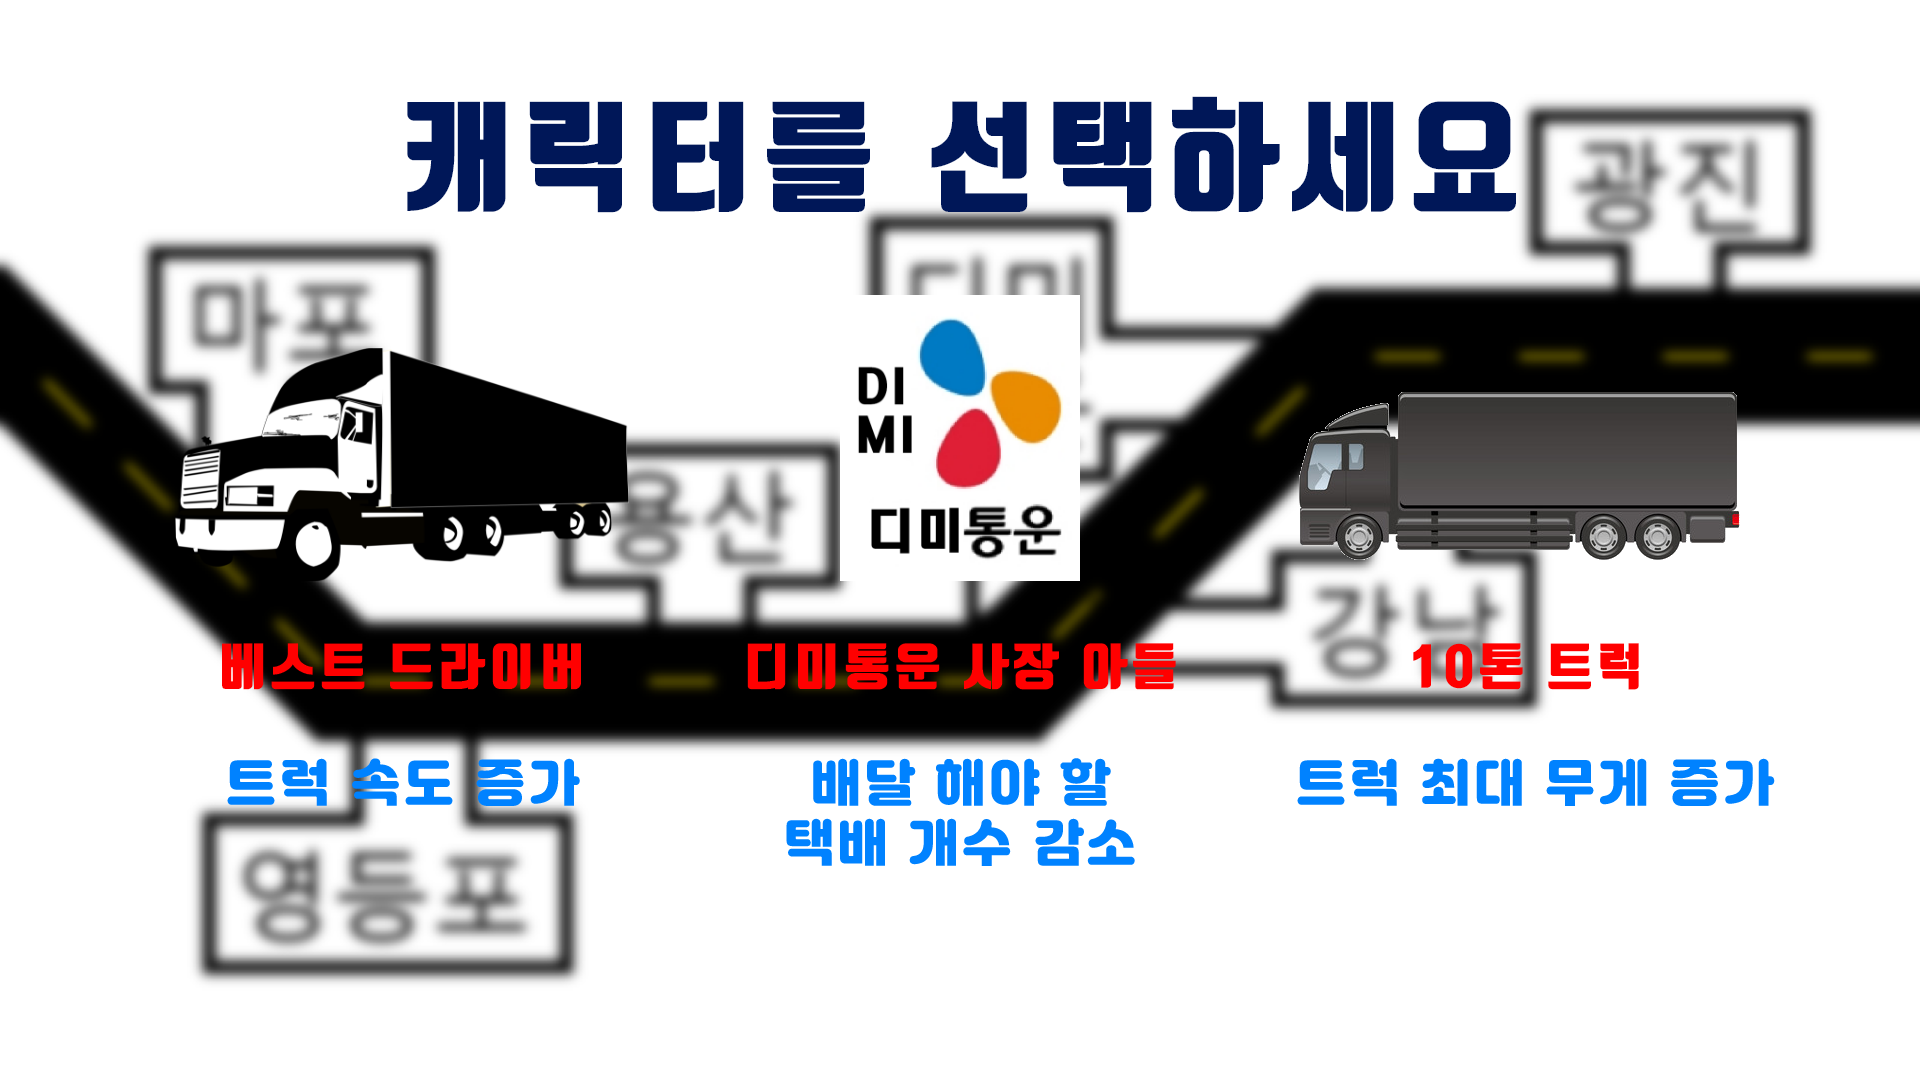 캐릭터를 선택하세요
광진
마포
디미
DI
MI
디미통운
용산
강남
베스트 드라이버
디미통운 사장 아들
10톤 트럭
트럭 속도 증가
배달 해야 할
택배 개수 감소
트럭 최대 무게 증가
영등포